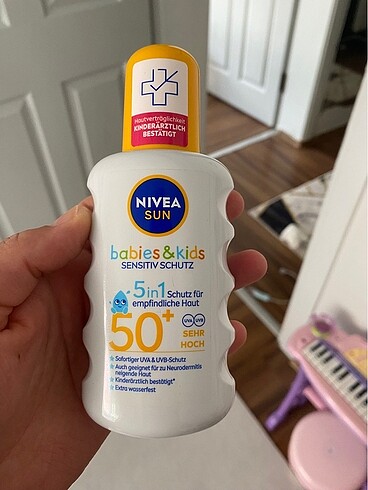 Hautverträglichkeit
KINDERÄRZTLICH
BESTÄTIGT
NIVEA
SUN
babies&kids
SENSITIV SCHUTZ
5in1 Schutz für
empfindliche Haut
50+
UVA UVB
SEHR
HOCH
Sofortiger UVA & UVB-Schutz
Auch geeignet für zu Neurodermitis
neigende Haut
Kinderärztlich bestätigt*
Extra wasserfest